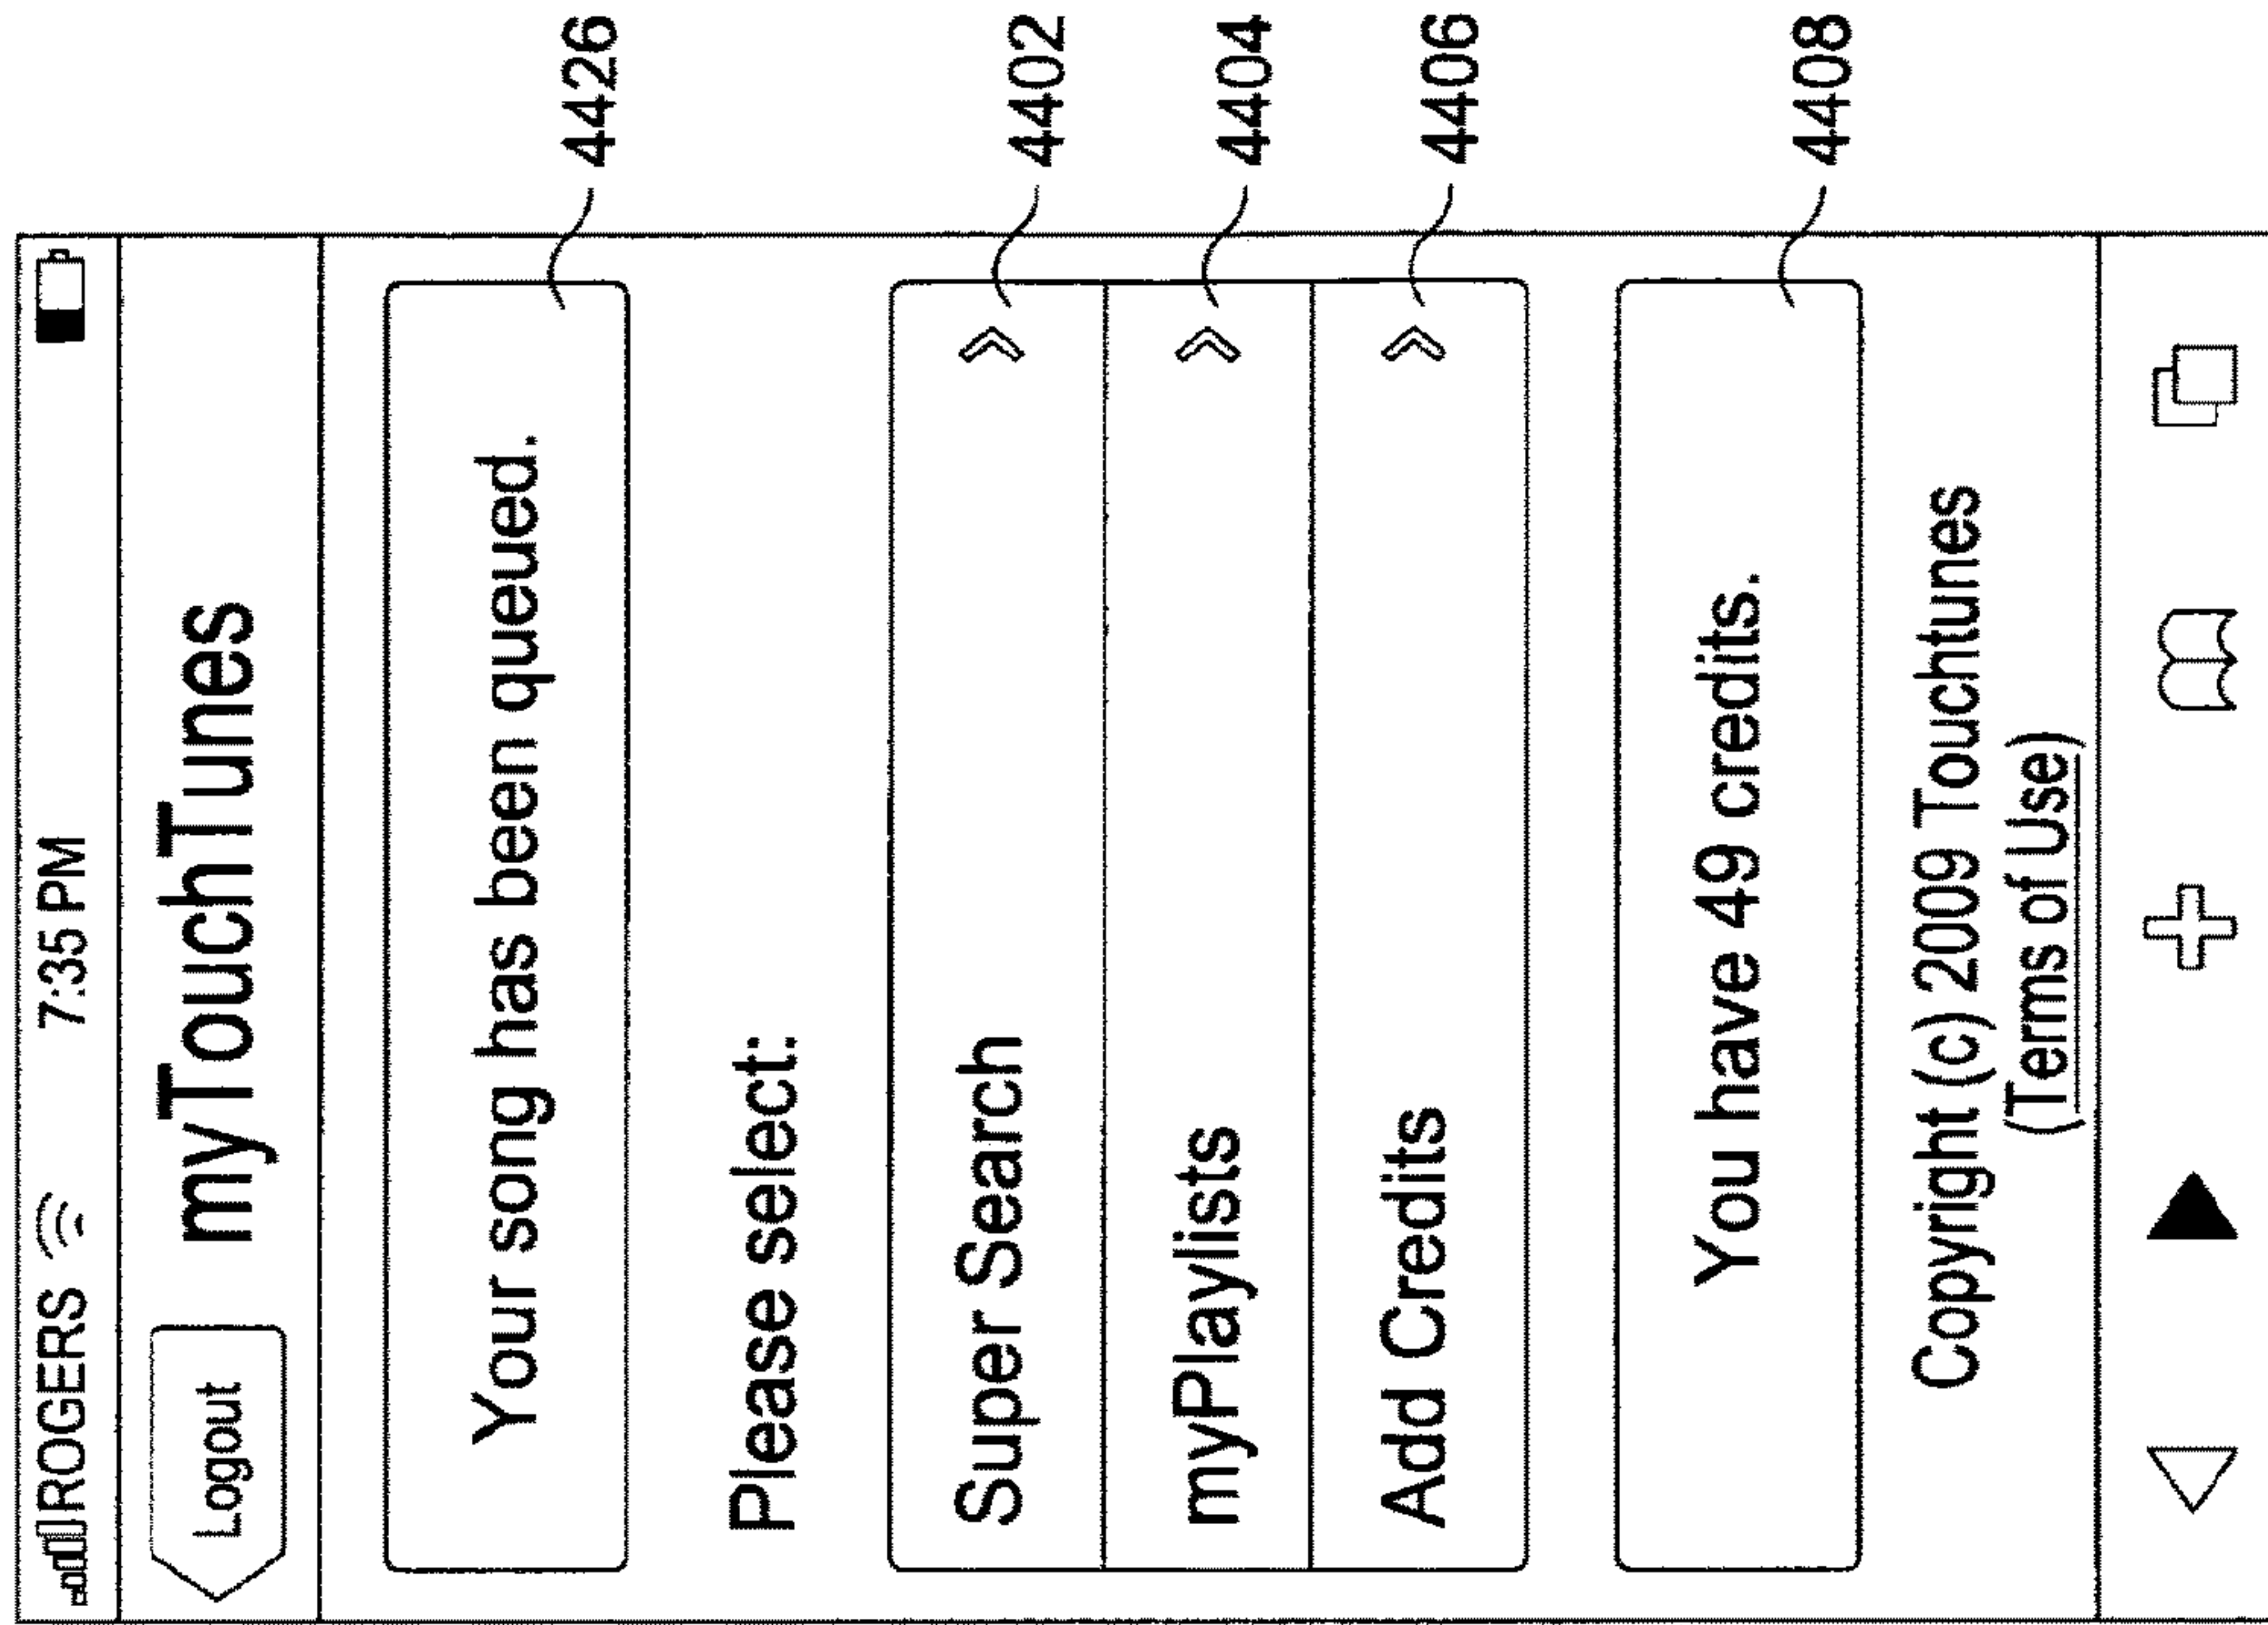 ROGERS 7:35 PM
Logout myTouchTunes
Your song has been queued. 4426
Please select:
Super Search 4402
myPlaylists 4404
Add Credits 4406
You have 49 credits. 4408
Copyright (c) 2009 Touchtunes
(Terms of Use)